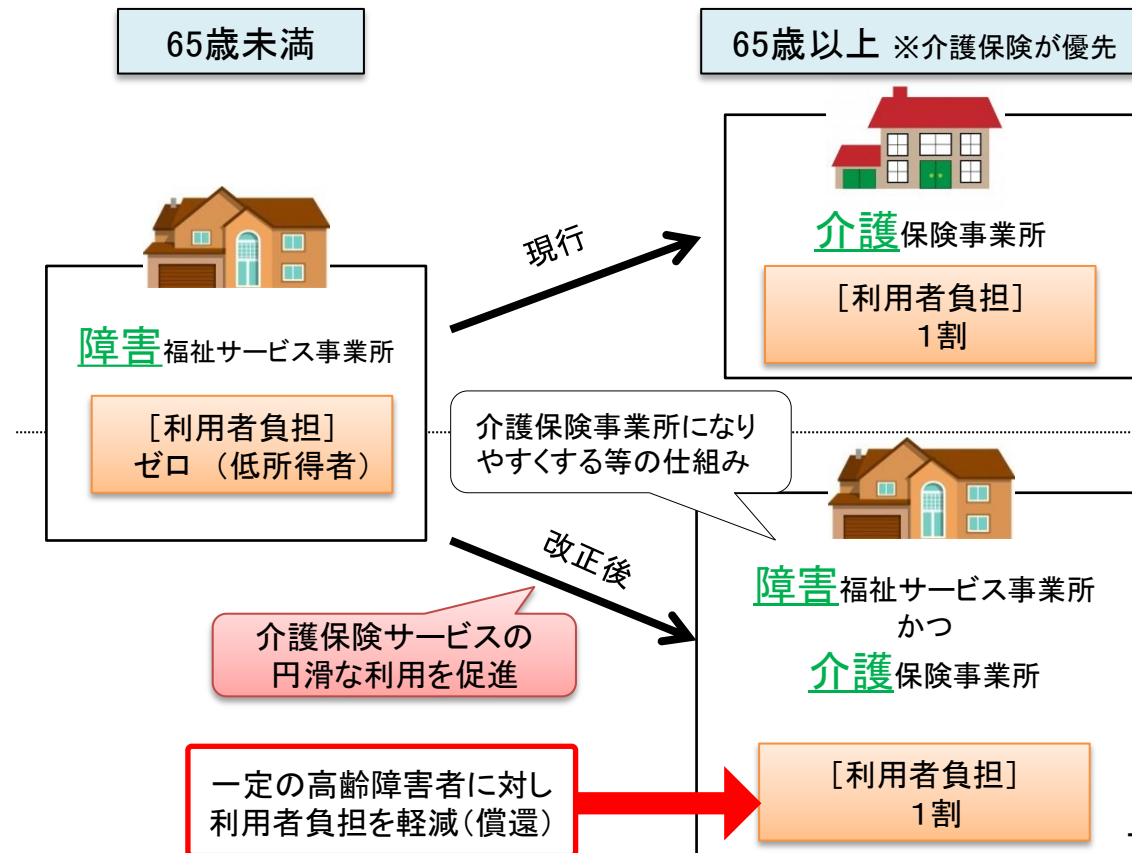 65歳未満
65歳以上 ※介護保険が優先
現行
介護保険事業所
[利用者負担]
1割
障害福祉サービス事業所
[利用者負担]
ゼロ (低所得者)
介護保険事業所になり
やすくする等の仕組み
改正後
介護保険サービスの
円滑な利用を促進
障害福祉サービス事業所
かつ
介護保険事業所
一定の高齢障害者に対し
利用者負担を軽減(償還)
[利用者負担]
1割